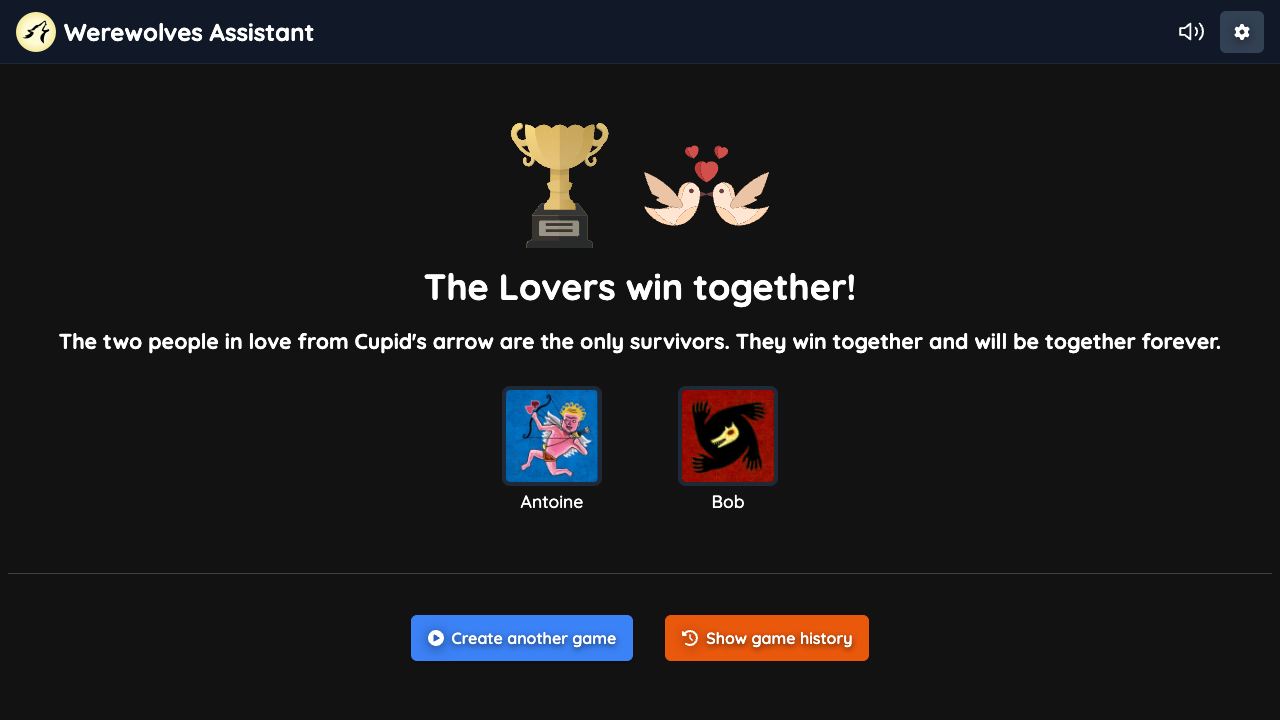 Werewolves Assistant
The Lovers win together!
The two people in love from Cupid's arrow are the only survivors. They win together and will be together forever.
Antoine
Bob
Create another game
Show game history